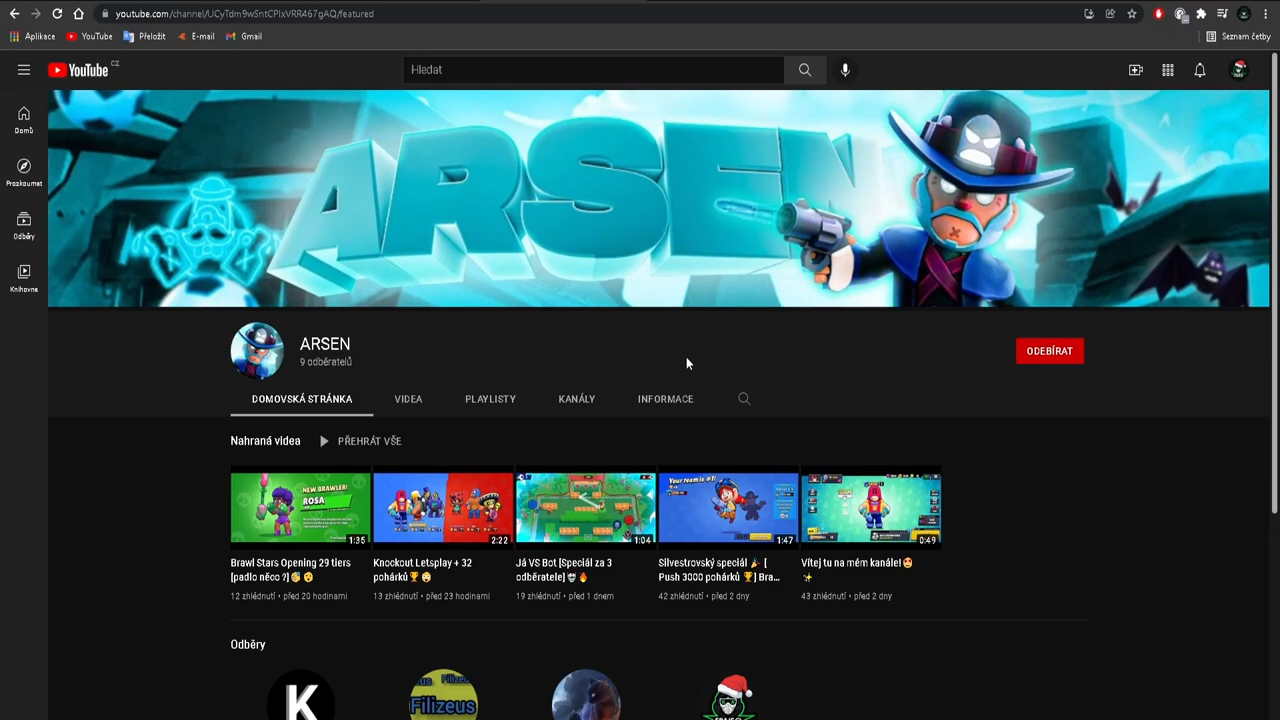 youtube.com/channel/UCyTdm9wSntCPlxVRR467gAQ/featured
Aplikace YouTube Přeložit E-mail Gmail Seznam četby
YouTube CZ Hledat
Domů
Prozkoumat
Odběry
Knihovna
ARSEN
ARSEN
9 odběratelů
ODEBÍRAT
DOMOVSKÁ STRÁNKA VIDEA PLAYLISTY KANÁLY INFORMACE
Nahraná videa PŘEHRÁT VŠE
NEW BRAWLER!
ROSA
1:35
2:22
1:04
Your team is #1!
1:47
0:49
Brawl Stars Opening 29 tiers
[padlo něco ?]🥳😯
12 zhlédnutí • před 20 hodinami
Knockout Letsplay + 32
pohárků🏆😳
13 zhlédnutí • před 23 hodinami
Já VS Bot [Speciál za 3
odběratele]🤠🔥
19 zhlédnutí • před 1 dnem
Silvestrovský speciál 🎉 [
Push 3000 pohárků 🏆] Bra...
42 zhlédnutí • před 2 dny
Vítej tu na mém kanále!🤩
✨
43 zhlédnutí • před 2 dny
Odběry
K
Filizeus
Filizeus